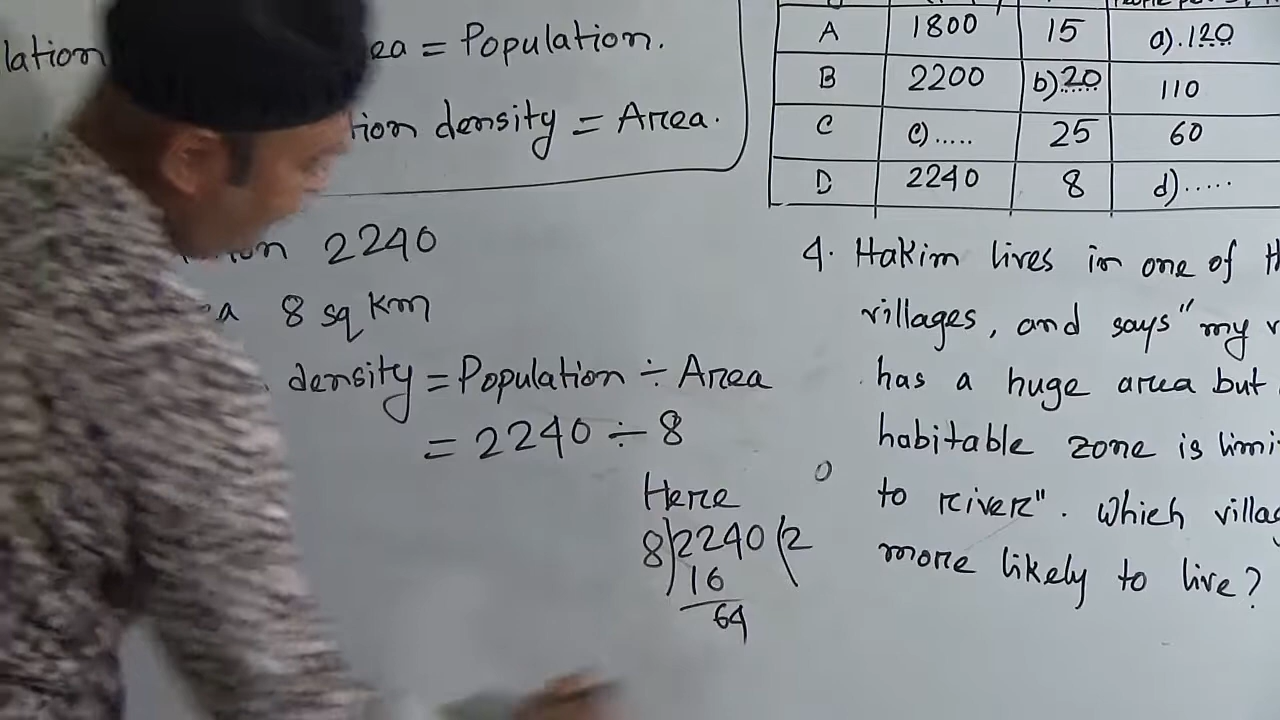 lation ea = Population.
tion density = Area.
2240
a 8 sq km
density = Population ÷ Area
= 2240 ÷ 8
Here
8)2240(2
16
64
A 1800 15 a).120
B 2200 b)20 110
C c)..... 25 60
D 2240 8 d).....
4. Hakim lives in one of th
villages, and says "my v
has a huge area but
habitable zone is limi
to river". Which villag
more likely to live?